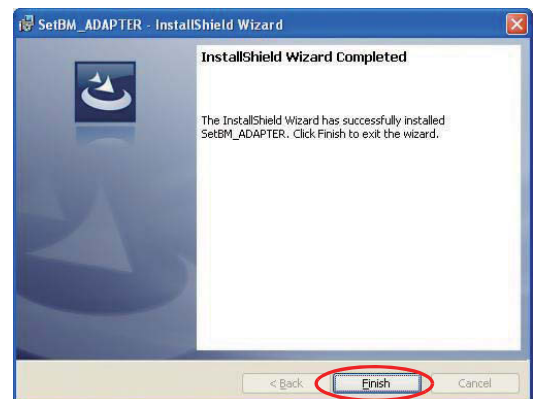 SetBM_ADAPTER - InstallShield Wizard
InstallShield Wizard Completed
The InstallShield Wizard has successfully installed
SetBM_ADAPTER. Click Finish to exit the wizard.
< Back
Finish
Cancel